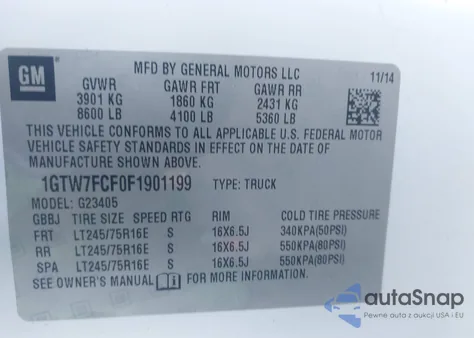 GM
MFD BY GENERAL MOTORS LLC
11/14
GVWR GAWR FRT GAWR RR
3901 KG 1860 KG 2431 KG
8600 LB 4100 LB 5360 LB
THIS VEHICLE CONFORMS TO ALL APPLICABLE U.S. FEDERAL MOTOR
VEHICLE SAFETY STANDARDS IN EFFECT ON THE DATE OF
MANUFACTURE SHOWN ABOVE.
1GTW7FCF0F1901199 TYPE: TRUCK
MODEL: G23405
GBBJ TIRE SIZE SPEED RTG RIM COLD TIRE PRESSURE
FRT LT245/75R16E S 16X6.5J 340KPA(50PSI)
RR LT245/75R16E S 16X6.5J 550KPA(80PSI)
SPA LT245/75R16E S 16X6.5J 550KPA(80PSI)
SEE OWNER'S MANUAL FOR MORE INFORMATION.
autoSnap
Pewne auta z aukcji USA i EU